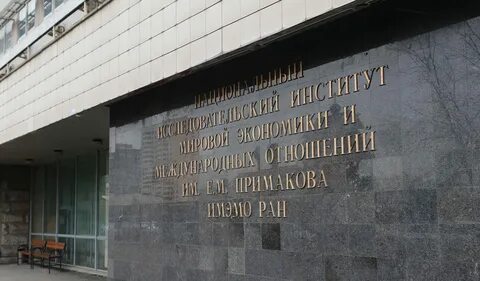 НАЦИОНАЛЬНЫЙ
ИССЛЕДОВАТЕЛЬСКИЙ ИНСТИТУТ
МИРОВОЙ ЭКОНОМИКИ И
МЕЖДУНАРОДНЫХ ОТНОШЕНИЙ
ИМ. Е.М. ПРИМАКОВА
ИМЭМО РАН